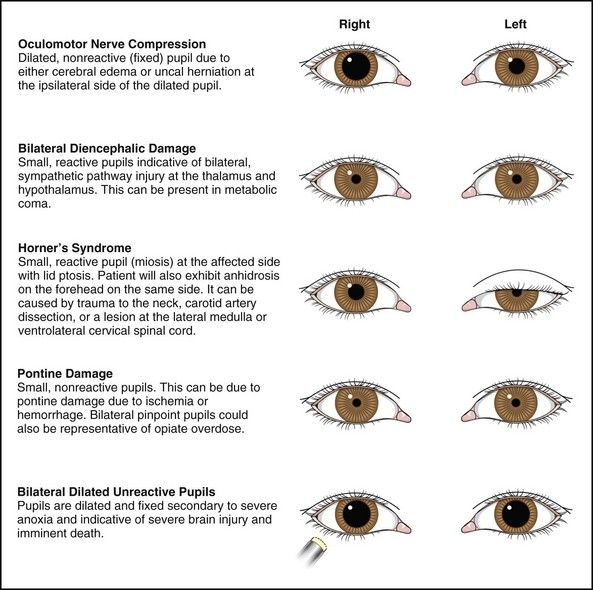 Right
Left
Oculomotor Nerve Compression
Dilated, nonreactive (fixed) pupil due to
either cerebral edema or uncal herniation at
the ipsilateral side of the dilated pupil.
Bilateral Diencephalic Damage
Small, reactive pupils indicative of bilateral,
sympathetic pathway injury at the thalamus and
hypothalamus. This can be present in metabolic
coma.
Horner's Syndrome
Small, reactive pupil (miosis) at the affected side
with lid ptosis. Patient will also exhibit anhidrosis
on the forehead on the same side. It can be
caused by trauma to the neck, carotid artery
dissection, or a lesion at the lateral medulla or
ventrolateral cervical spinal cord.
Pontine Damage
Small, nonreactive pupils. This can be due to
pontine damage due to ischemia or
hemorrhage. Bilateral pinpoint pupils could
also be representative of opiate overdose.
Bilateral Dilated Unreactive Pupils
Pupils are dilated and fixed secondary to severe
anoxia and indicative of severe brain injury and
imminent death.